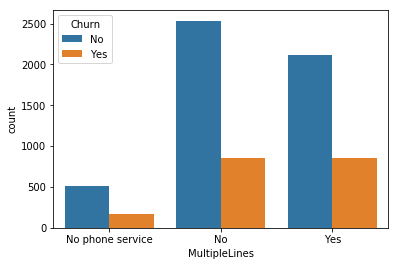 Churn
No
Yes
2500
2000
1500
1000
500
0
count
No phone service
No
Yes
MultipleLines